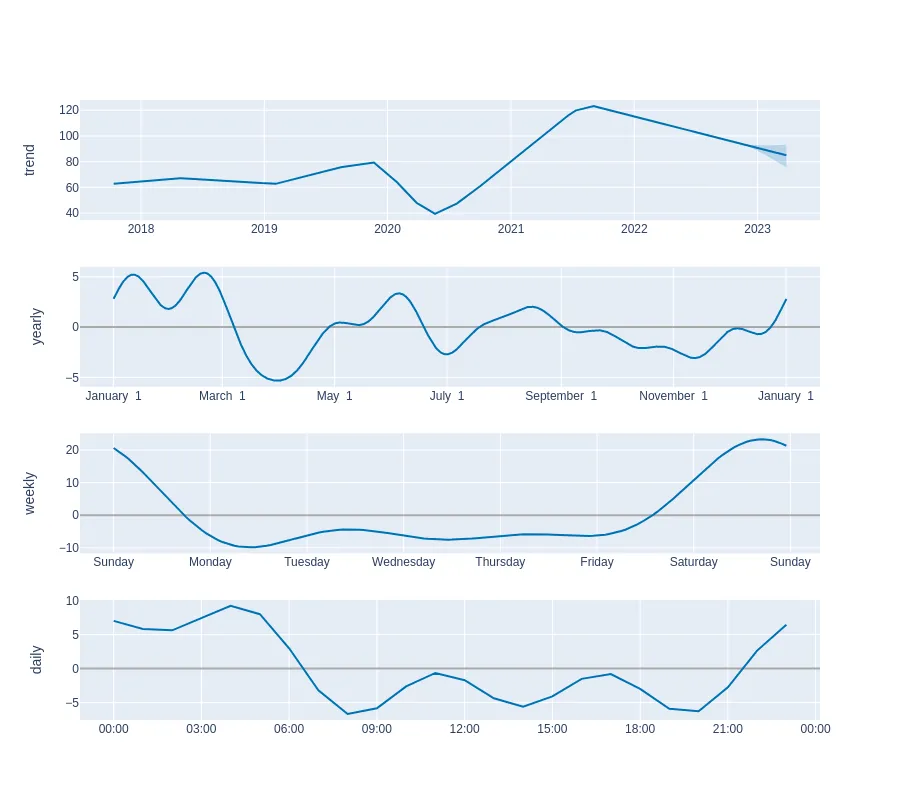 trend
120
100
80
60
40
2018 2019 2020 2021 2022 2023
yearly
5
0
−5
January 1 March 1 May 1 July 1 September 1 November 1 January 1
weekly
20
10
0
−10
Sunday Monday Tuesday Wednesday Thursday Friday Saturday Sunday
daily
10
5
0
−5
00:00 03:00 06:00 09:00 12:00 15:00 18:00 21:00 00:00